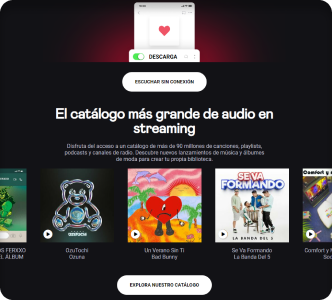 DESCARGA
ESCUCHAR SIN CONEXIÓN
El catálogo más grande de audio en
streaming
Disfruta del acceso a un catálogo de más de 90 millones de canciones, playlists,
podcasts y canales de radio. Descubre nuevos lanzamientos de música y álbumes
de moda para crear tu propia biblioteca.
SE VA
FORMANDO
LA BANDA DEL 5
OS FERXXO
EL ÁLBUM
OzuTochi
Ozuna
Un Verano Sin Ti
Bad Bunny
Se Va Formando
La Banda Del 5
Comfort y
EXPLORA NUESTRO CATÁLOGO